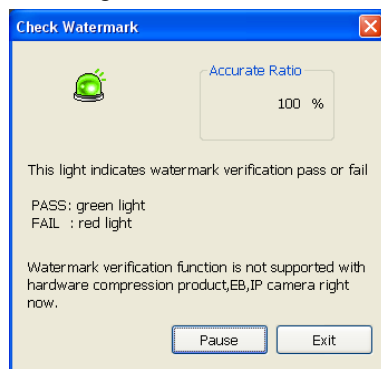 Check Watermark
Accurate Ratio
100 %
This light indicates watermark verification pass or fail
PASS: green light
FAIL : red light
Watermark verification function is not supported with
hardware compression product,EB,IP camera right
now.
Pause Exit